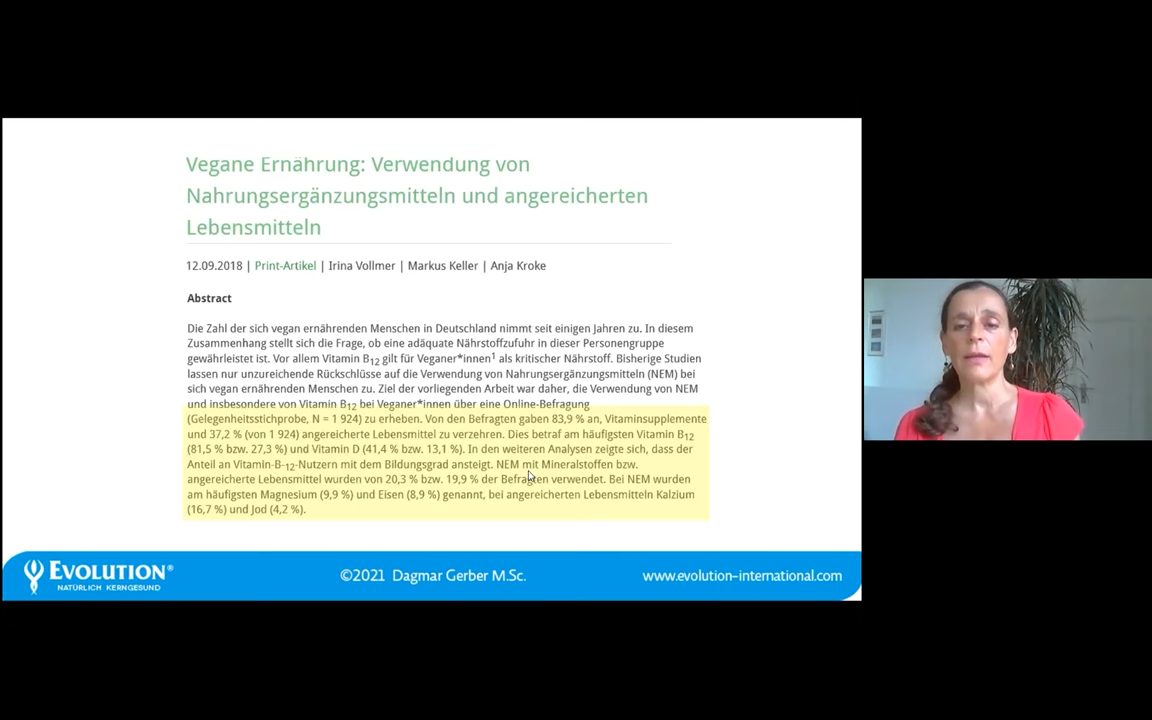 Vegane Ernährung: Verwendung von
Nahrungsergänzungsmitteln und angereicherten
Lebensmitteln
12.09.2018 | Print-Artikel | Irina Vollmer | Markus Keller | Anja Kroke
Abstract
Die Zahl der sich vegan ernährenden Menschen in Deutschland nimmt seit einigen Jahren zu. In diesem
Zusammenhang stellt sich die Frage, ob eine adäquate Nährstoffzufuhr in dieser Personengruppe
gewährleistet ist. Vor allem Vitamin B12 gilt für Veganer*innen1 als kritischer Nährstoff. Bisherige Studien
lassen nur unzureichende Rückschlüsse auf die Verwendung von Nahrungsergänzungsmitteln (NEM) bei
sich vegan ernährenden Menschen zu. Ziel der vorliegenden Arbeit war daher, die Verwendung von NEM
und insbesondere von Vitamin B12 bei Veganer*innen über eine Online-Befragung
(Gelegenheitsstichprobe, N = 1 924) zu erheben. Von den Befragten gaben 83,9 % an, Vitaminsupplemente
und 37,2 % (von 1 924) angereicherte Lebensmittel zu verzehren. Dies betraf am häufigsten Vitamin B12
(81,5 % bzw. 27,3 %) und Vitamin D (41,4 % bzw. 13,1 %). In den weiteren Analysen zeigte sich, dass der
Anteil an Vitamin-B-12-Nutzern mit dem Bildungsgrad ansteigt. NEM mit Mineralstoffen bzw.
angereicherte Lebensmittel wurden von 20,3 % bzw. 19,9 % der Befragten verwendet. Bei NEM wurden
am häufigsten Magnesium (9,9 %) und Eisen (8,9 %) genannt, bei angereicherten Lebensmitteln Kalzium
(16,7 %) und Jod (4,2 %).
EVOLUTION®
NATÜRLICH KERNGESUND
©2021 Dagmar Gerber M.Sc.
www.evolution-international.com